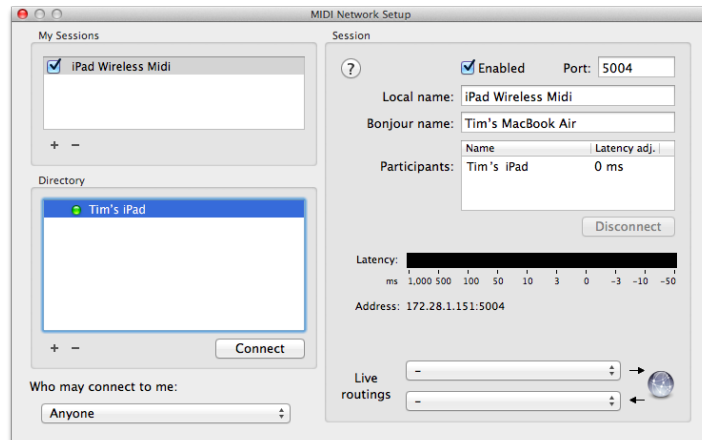 MIDI Network Setup
My Sessions
iPad Wireless Midi
+ −
Directory
Tim's iPad
+ −
Connect
Who may connect to me:
Anyone
Session
?
Enabled
Port: 5004
Local name: iPad Wireless Midi
Bonjour name: Tim's MacBook Air
Name Latency adj.
Participants: Tim's iPad 0 ms
Disconnect
Latency:
ms 1,000 500 100 50 10 3 0 -3 -10 -50
Address: 172.28.1.151:5004
Live
routings
-
-